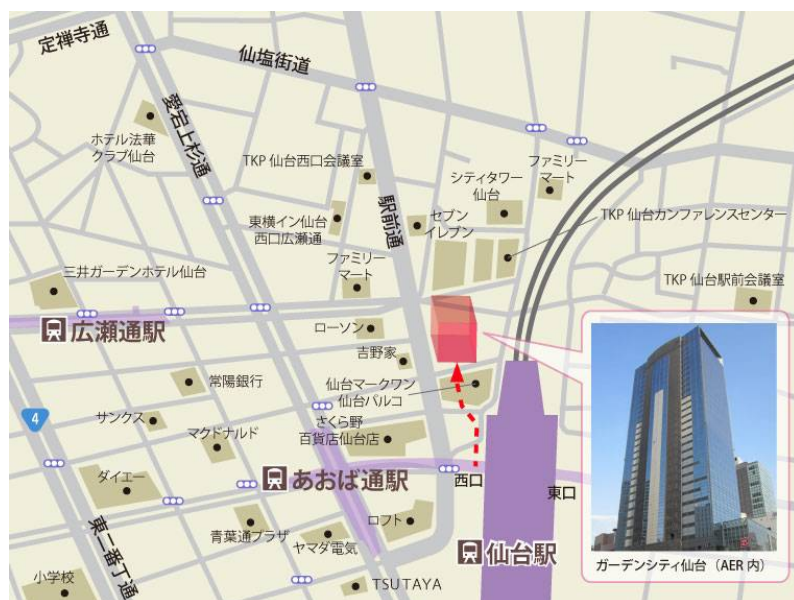 定禅寺通
仙塩街道
愛宕上杉通
ホテル法華
クラブ仙台
TKP 仙台西口会議室
ファミリー
マート
シティタワー
仙台
駅前通
セブン
イレブン
TKP 仙台カンファレンスセンター
東横イン仙台
西口広瀬通
ファミリー
マート
三井ガーデンホテル仙台
TKP 仙台駅前会議室
広瀬通駅
ローソン
吉野家
常陽銀行
仙台マークワン
仙台パルコ
4
サンクス
マクドナルド
さくら野
百貨店仙台店
ダイエー
あおば通駅
西口
東口
東二番丁通
青葉通プラザ
ヤマダ電気
ロフト
仙台駅
ガーデンシティ仙台（AER 内）
小学校
TSUTAYA